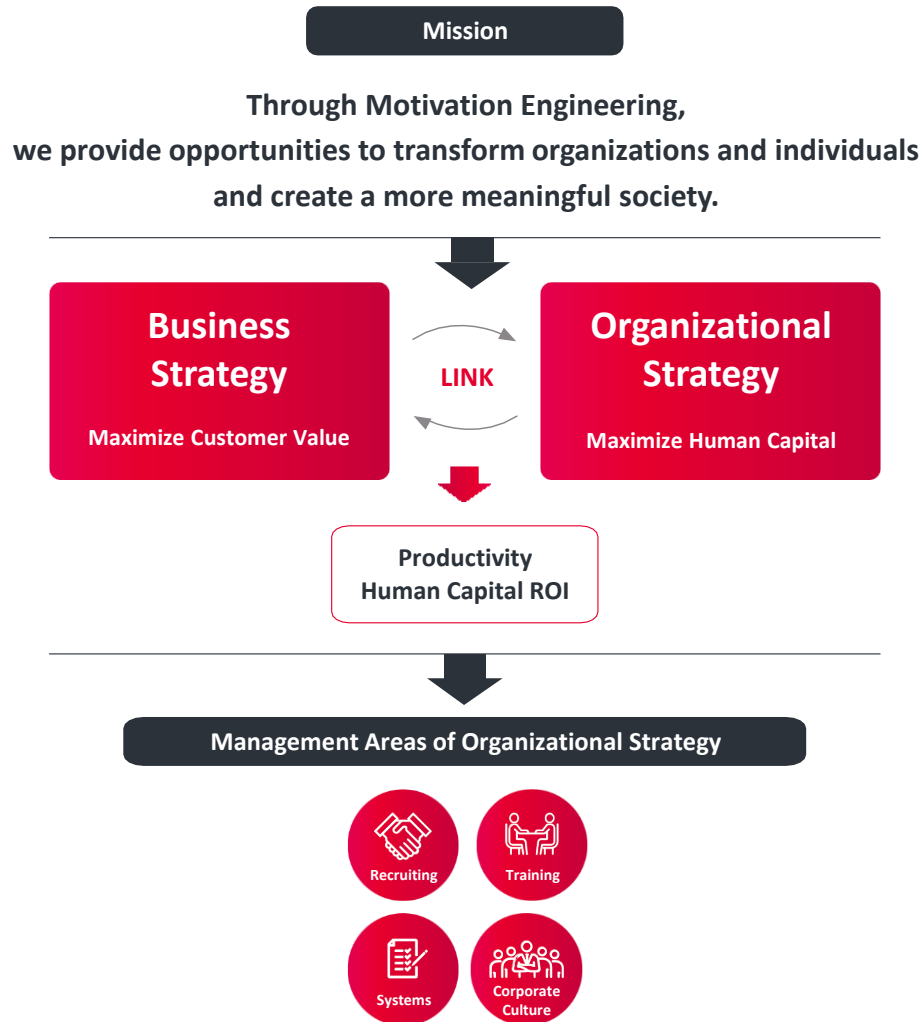 Mission
Through Motivation Engineering,
we provide opportunities to transform organizations and individuals
and create a more meaningful society.
Business
Strategy
Maximize Customer Value
LINK
Organizational
Strategy
Maximize Human Capital
Productivity
Human Capital ROI
Management Areas of Organizational Strategy
Recruiting
Training
Systems
Corporate
Culture